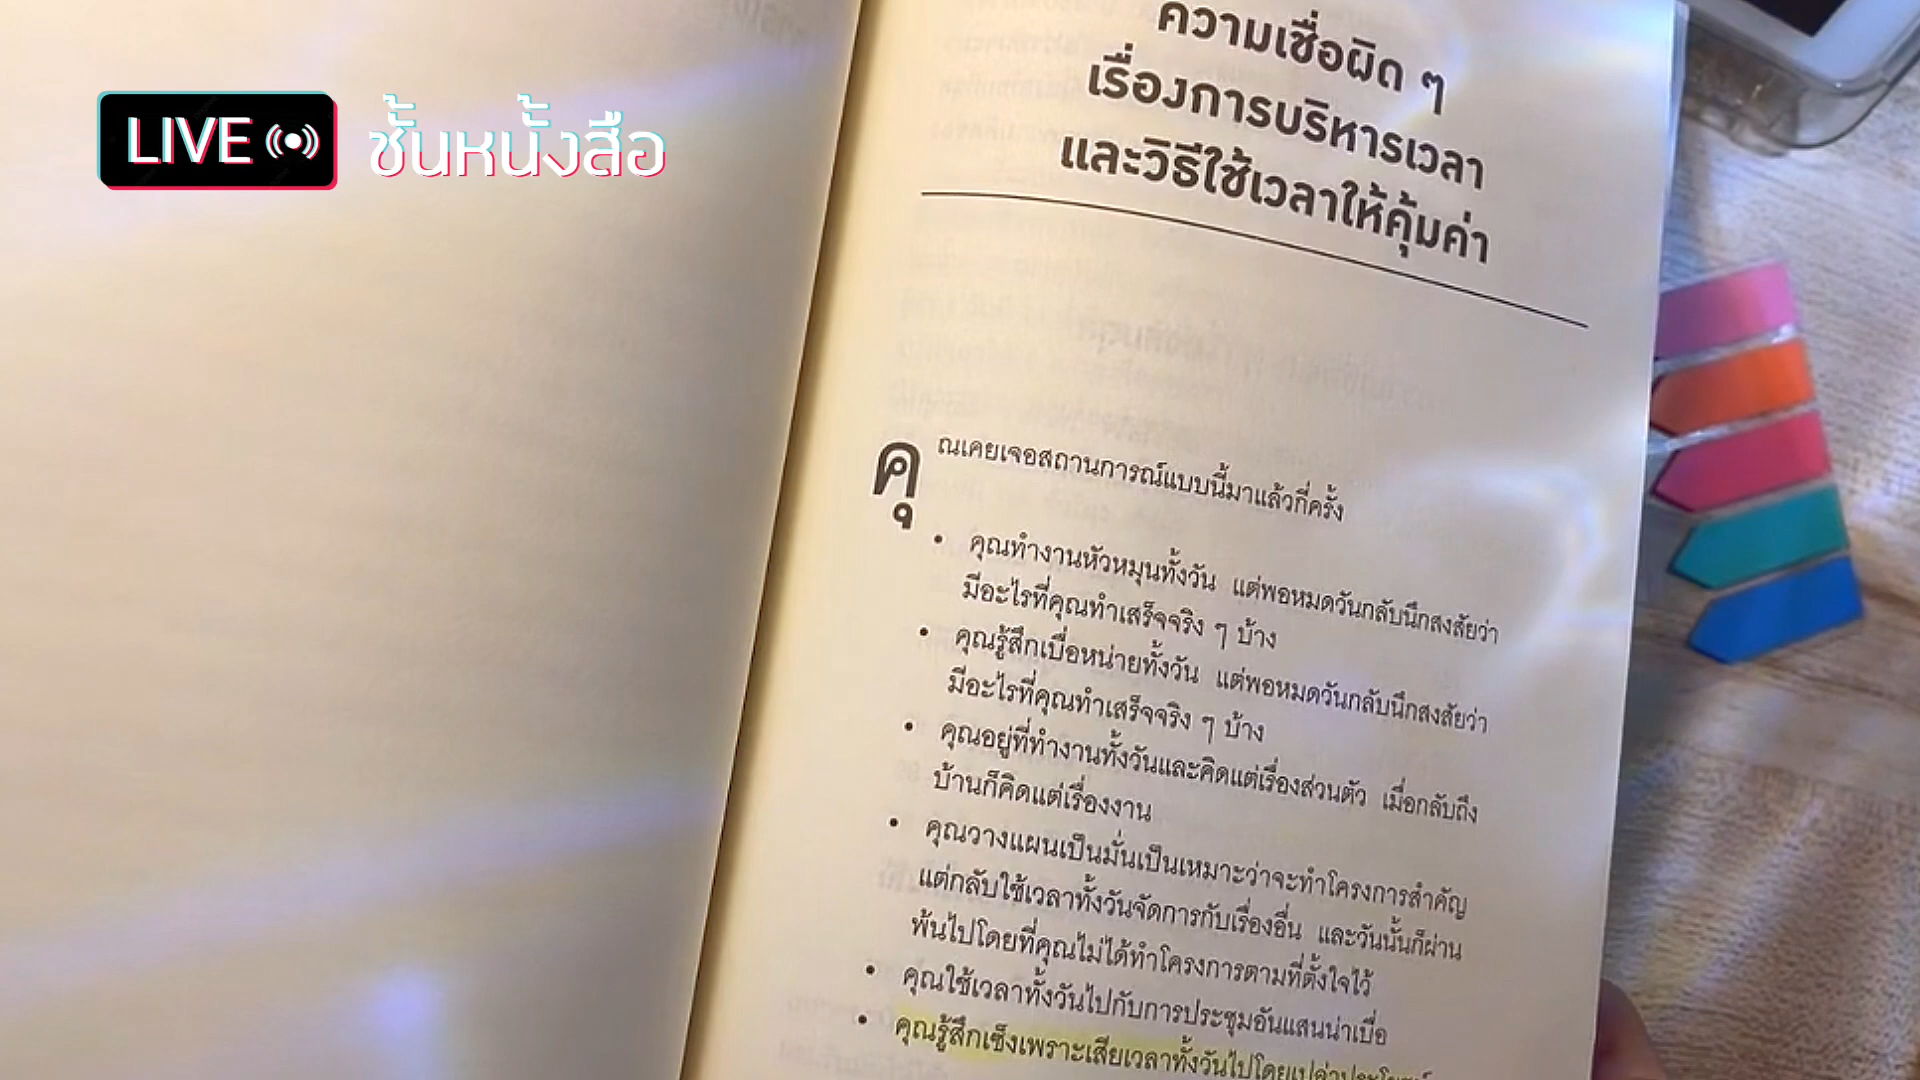 LIVE
ชั้นหนั้งสือ
ความเชื่อผิด ๆ
เรื่องการบริหารเวลา
และวิธีใช้เวลาให้คุ้มค่า
คุณเคยเจอสถานการณ์แบบนี้มาแล้วกี่ครั้ง
• คุณทำงานหัวหมุนทั้งวัน แต่พอหมดวันกลับนึกสงสัยว่า
มีอะไรที่คุณทำเสร็จจริง ๆ บ้าง
• คุณรู้สึกเบื่อหน่ายทั้งวัน แต่พอหมดวันกลับนึกสงสัยว่า
มีอะไรที่คุณทำเสร็จจริง ๆ บ้าง
• คุณอยู่ที่ทำงานทั้งวันและคิดแต่เรื่องส่วนตัว เมื่อกลับถึง
บ้านก็คิดแต่เรื่องงาน
• คุณวางแผนเป็นมั่นเป็นเหมาะว่าจะทำโครงการสำคัญ
แต่กลับใช้เวลาทั้งวันจัดการกับเรื่องอื่น และวันนั้นก็ผ่าน
พ้นไปโดยที่คุณไม่ได้ทำโครงการตามที่ตั้งใจไว้
• คุณใช้เวลาทั้งวันไปกับการประชุมอันแสนน่าเบื่อ
• คุณรู้สึกเซ็งเพราะเสียเวลาทั้งวันไปโดยเปล่าประโยชน์